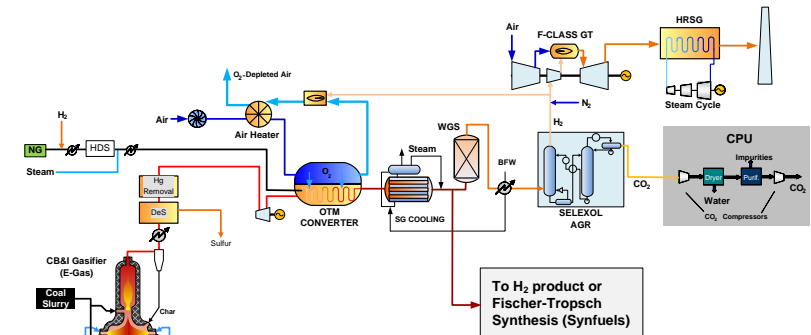 F-CLASS GT
HRSG
Air
O₂-Depleted Air
Steam Cycle
H₂
Air
N₂
Air Heater
H₂
WGS
CPU
NG
HDS
Steam
BFW
Impurities
Steam
O₂
Dryer
Purif.
CO₂
CO₂
Water
Hg
Removal
OTM
CONVERTER
SG COOLING
SELEXOL
AGR
CO₂ Compressors
DeS
Sulfur
CB&I Gasifier
(E-Gas)
Coal
Slurry
Char
To H₂ product or
Fischer-Tropsch
Synthesis (Synfuels)